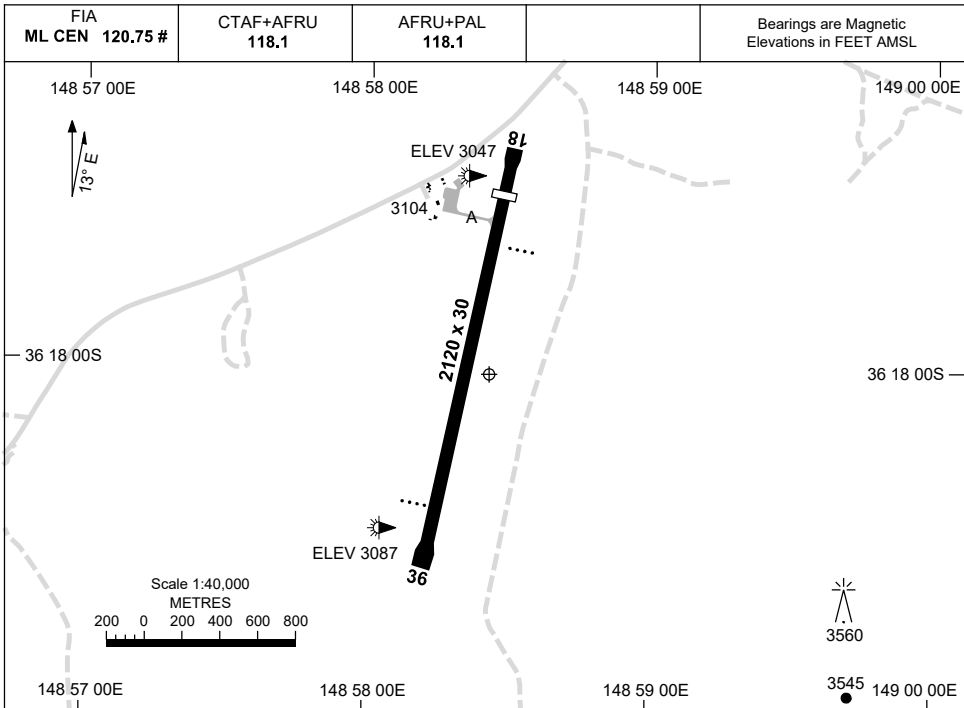 FIA
ML CEN 120.75 #
CTAF+AFRU
118.1
AFRU+PAL
118.1
Bearings are Magnetic
Elevations in FEET AMSL
148 57 00E
148 58 00E
148 59 00E
149 00 00E
13° E
ELEV 3047
18
3104
A
2120 x 30
36 18 00S
36 18 00S
ELEV 3087
36
Scale 1:40,000
METRES
200 0 200 400 600 800
3560
3545
148 57 00E
148 58 00E
148 59 00E
149 00 00E